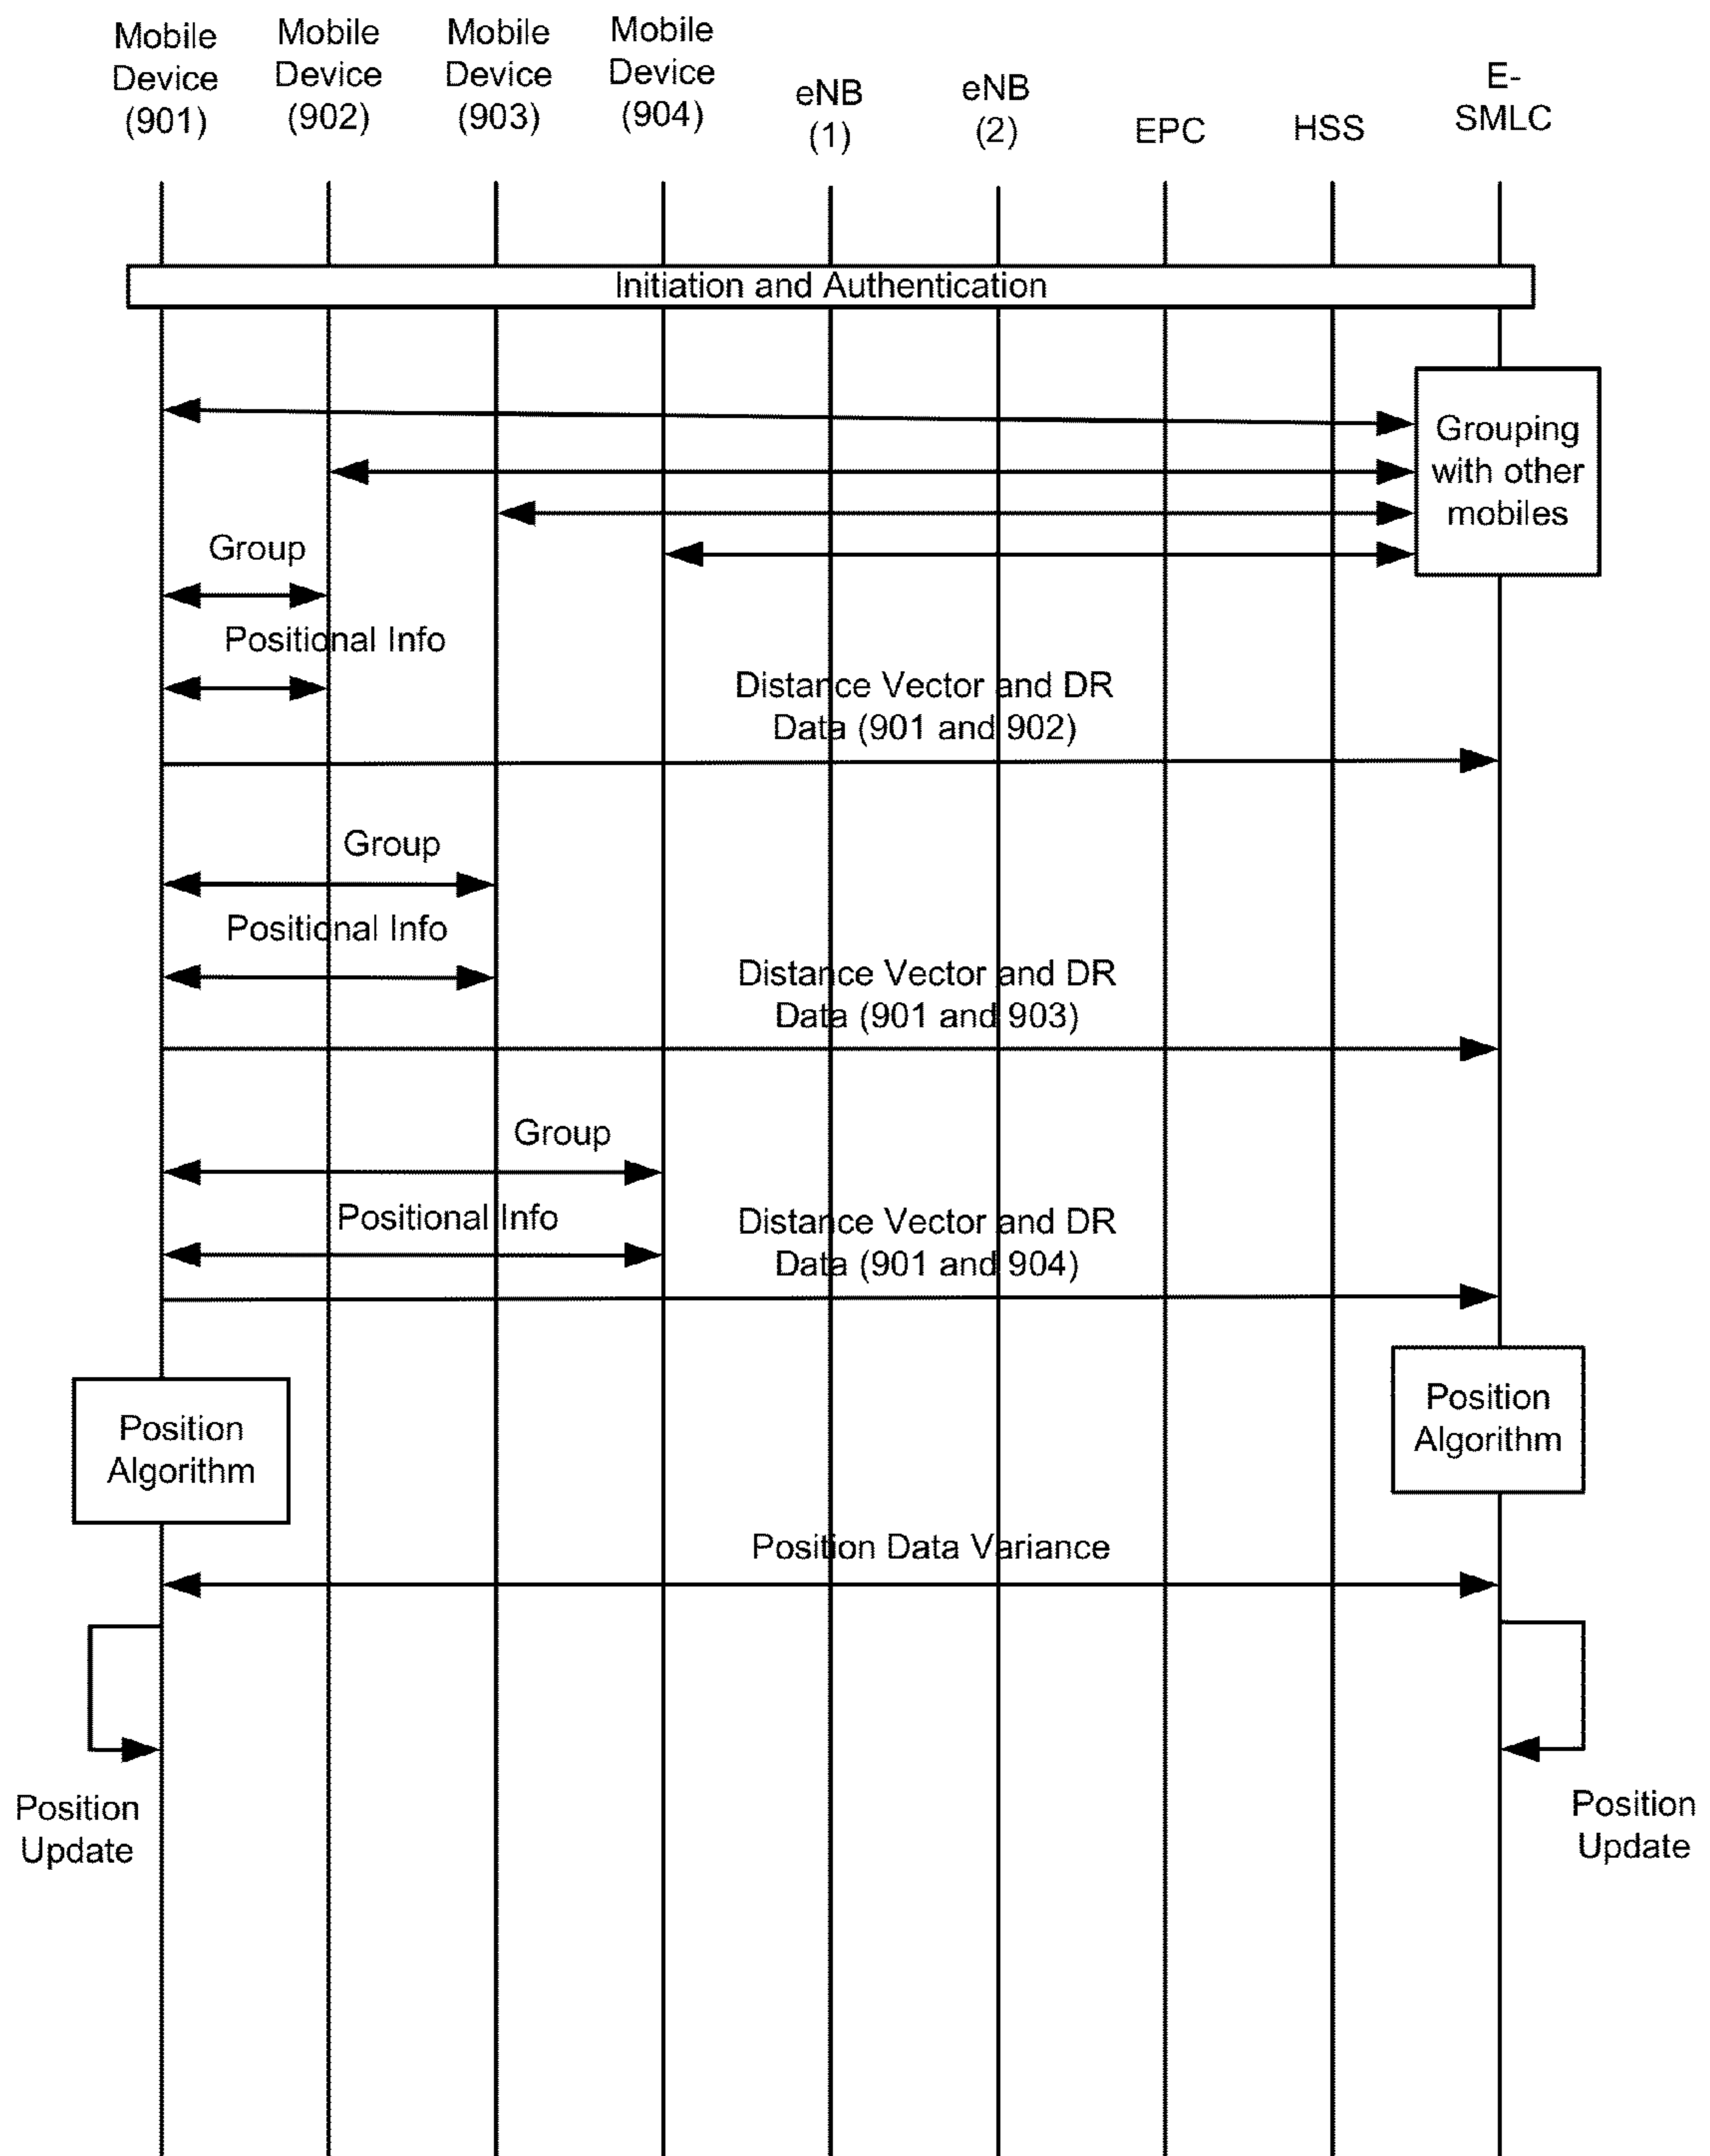 Mobile
Device
(901)
Mobile
Device
(902)
Mobile
Device
(903)
Mobile
Device
(904)
eNB
(1)
eNB
(2)
EPC
HSS
E-
SMLC
Initiation and Authentication
Grouping
with other
mobiles
Group
Positional Info
Distance Vector and DR
Data (901 and 902)
Group
Positional Info
Distance Vector and DR
Data (901 and 903)
Group
Positional Info
Distance Vector and DR
Data (901 and 904)
Position
Algorithm
Position
Algorithm
Position Data Variance
Position
Update
Position
Update